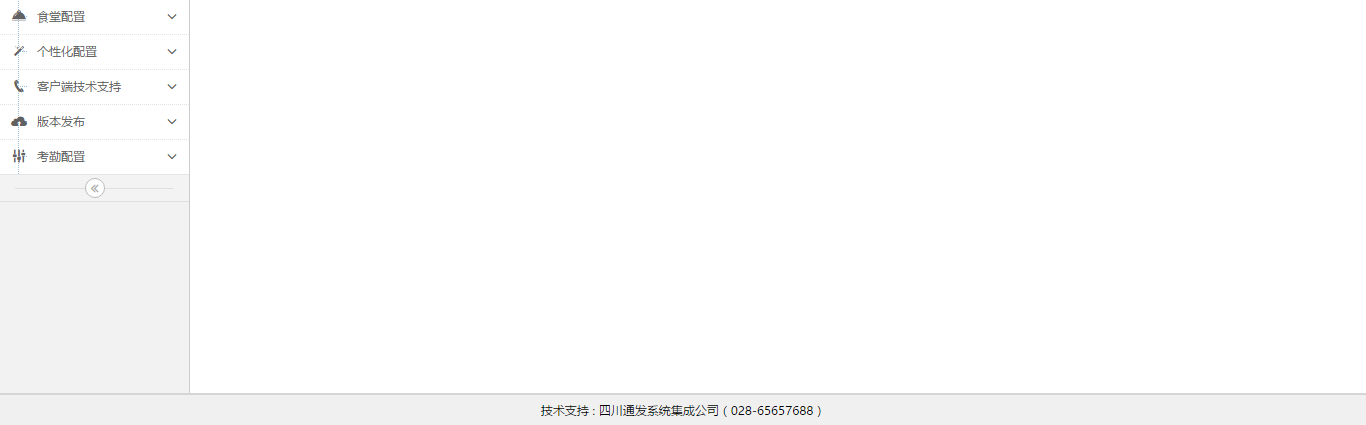 食堂配置
个性化配置
客户端技术支持
版本发布
考勤配置
技术支持 : 四川通发系统集成公司 ( 028-65657688 )